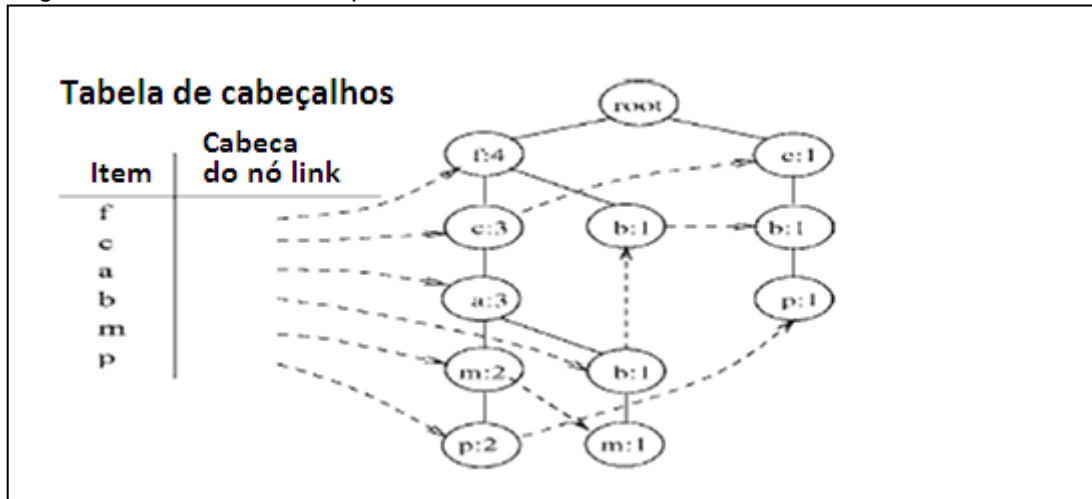 Tabela de cabeçalhos
Cabeca
Item do nó link
f
c
a
b
m
p
root
f:4 c:1
c:3 b:1 b:1
a:3 p:1
m:2 b:1
p:2 m:1